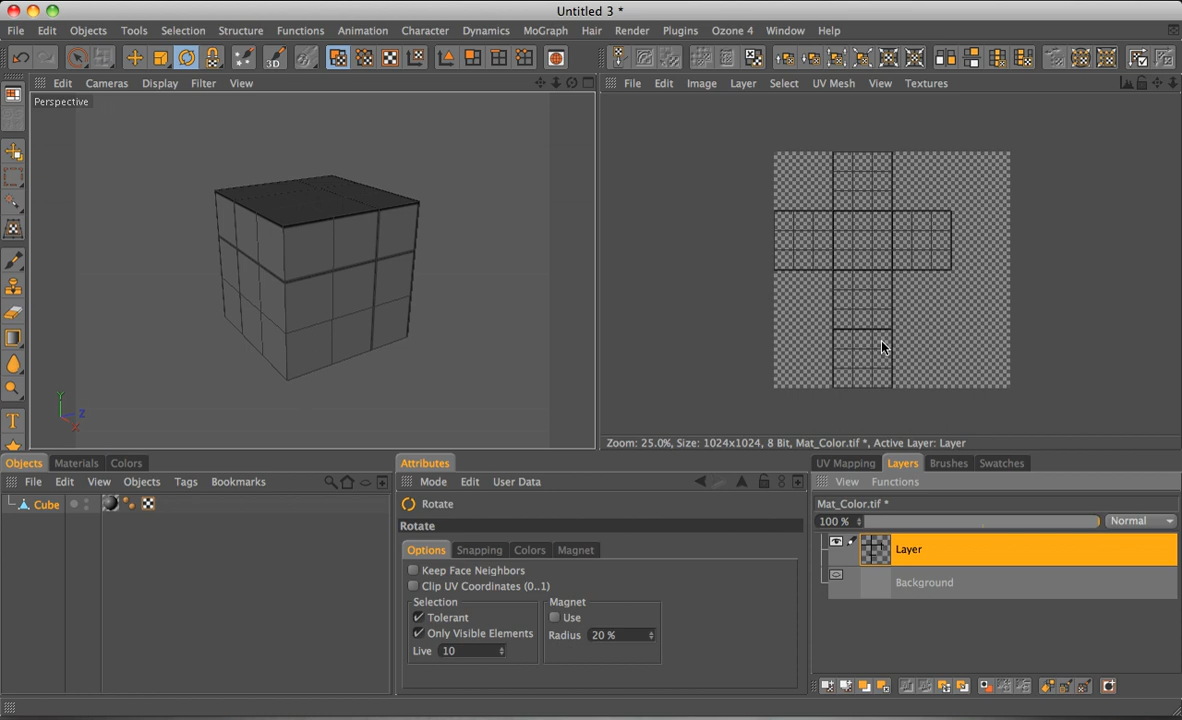 Untitled 3 *
File Edit Objects Tools Selection Structure Functions Animation Character Dynamics MoGraph Hair Render Plugins Ozone 4 Window Help
3D
Edit Cameras Display Filter View
File Edit Image Layer Select UV Mesh View Textures
Perspective
Y
Z
X
T
Zoom: 25.0%, Size: 1024x1024, 8 Bit, Mat_Color.tif *, Active Layer: Layer
Objects Materials Colors
Attributes
UV Mapping Layers Brushes Swatches
File Edit View Objects Tags Bookmarks
Mode Edit User Data
View Functions
Cube
Rotate
Mat_Color.tif *
Rotate
100 % Normal
Options Snapping Colors Magnet
Layer
Keep Face Neighbors
Clip UV Coordinates (0..1)
Background
Selection
Magnet
Tolerant
Use
Only Visible Elements
Radius 20 %
Live 10